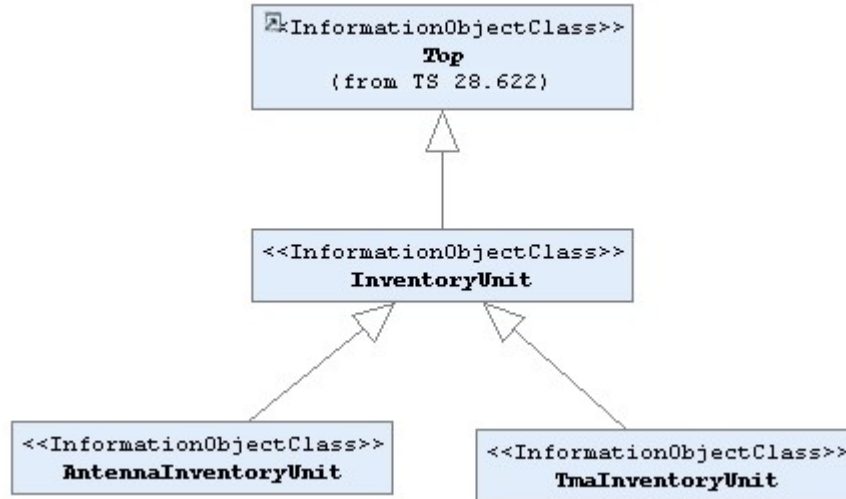 <InformationObjectClass>>
Top
(from TS 28.622)
<<InformationObjectClass>>
InventoryUnit
<<InformationObjectClass>>
AntennaInventoryUnit
<<InformationObjectClass>>
TmaInventoryUnit